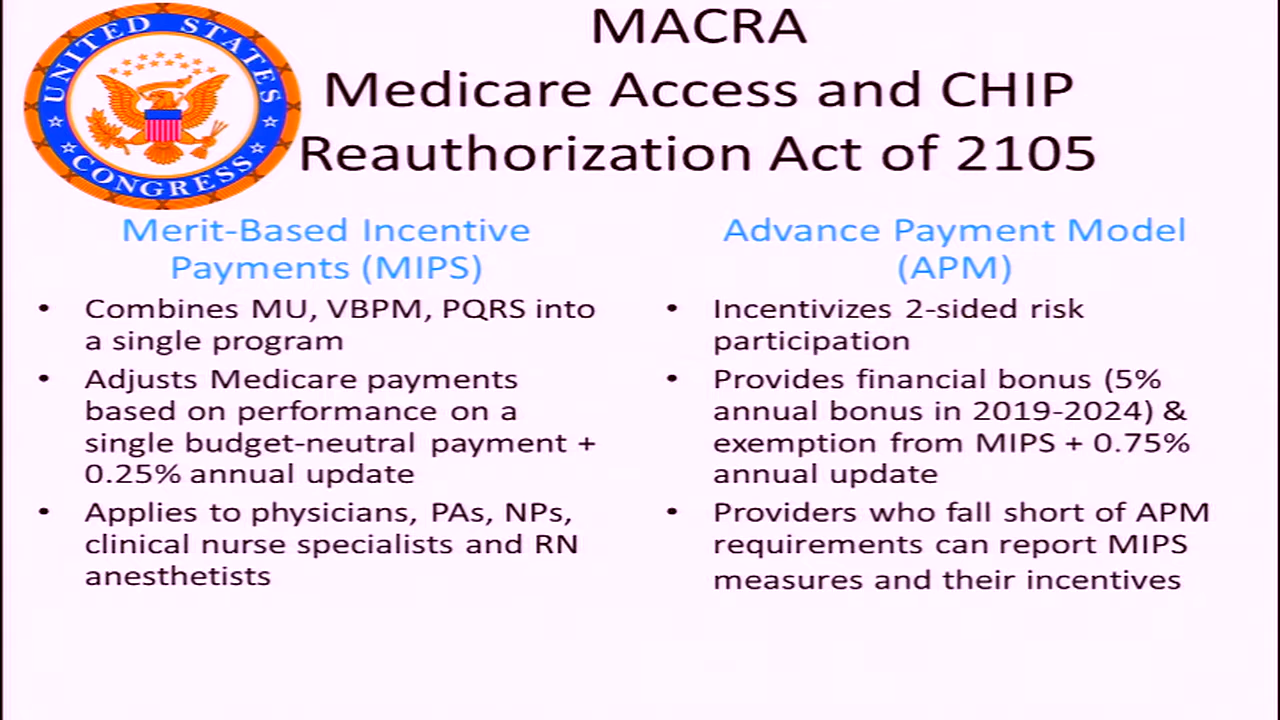 UNITED STATES
CONGRESS
MACRA
Medicare Access and CHIP
Reauthorization Act of 2105
Merit-Based Incentive
Payments (MIPS)
• Combines MU, VBPM, PQRS into
a single program
• Adjusts Medicare payments
based on performance on a
single budget-neutral payment +
0.25% annual update
• Applies to physicians, PAs, NPs,
clinical nurse specialists and RN
anesthetists
Advance Payment Model
(APM)
• Incentivizes 2-sided risk
participation
• Provides financial bonus (5%
annual bonus in 2019-2024) &
exemption from MIPS + 0.75%
annual update
• Providers who fall short of APM
requirements can report MIPS
measures and their incentives